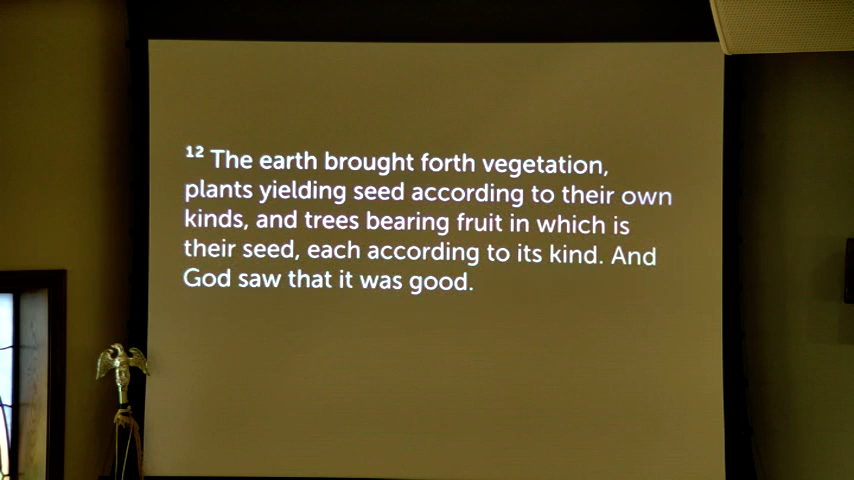 12 The earth brought forth vegetation,
plants yielding seed according to their own
kinds, and trees bearing fruit in which is
their seed, each according to its kind. And
God saw that it was good.